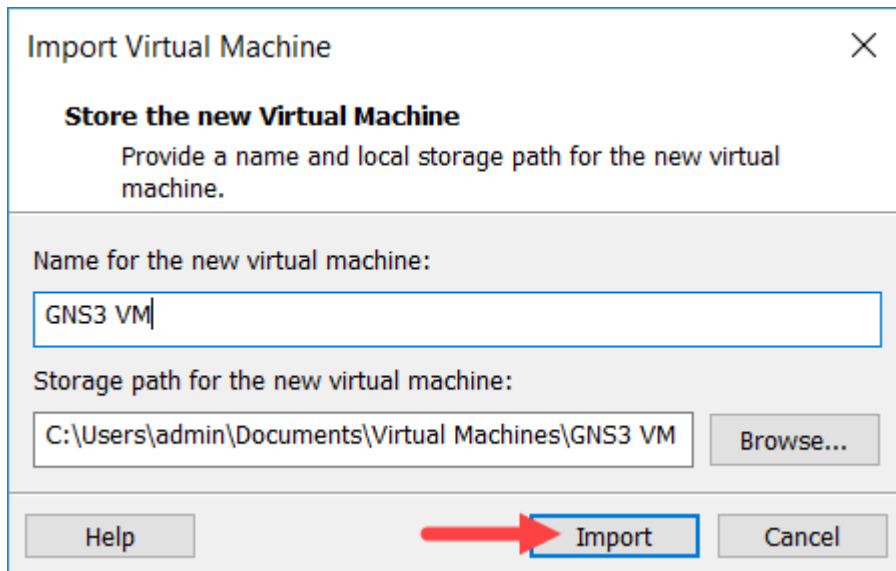 Import Virtual Machine
Store the new Virtual Machine
Provide a name and local storage path for the new virtual
machine.
Name for the new virtual machine:
GNS3 VM
Storage path for the new virtual machine:
C:\Users\admin\Documents\Virtual Machines\GNS3 VM
Browse...
Help
Import
Cancel